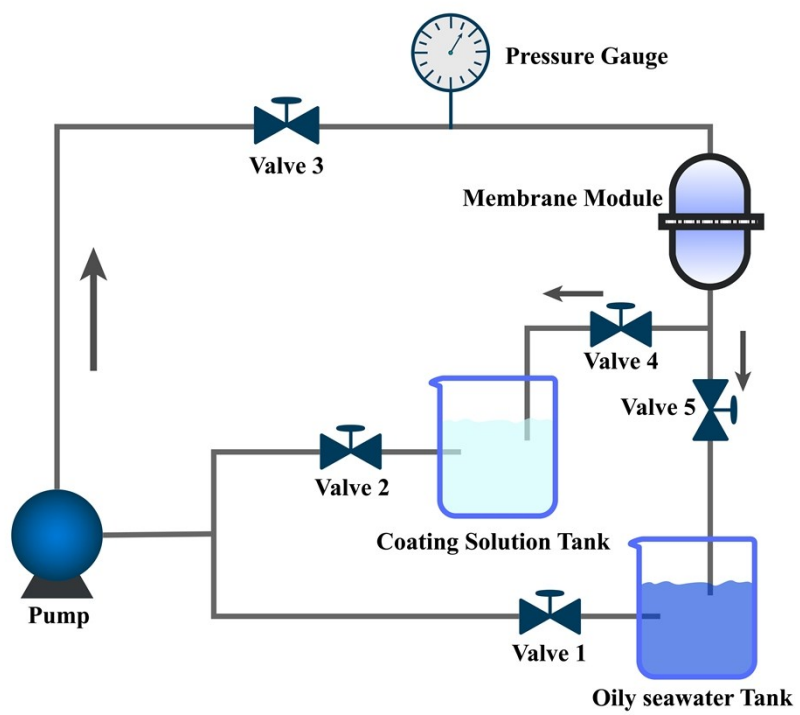 Pressure Gauge
Valve 3
Membrane Module
Valve 4
Valve 5
Valve 2
Coating Solution Tank
Pump
Valve 1
Oily seawater Tank